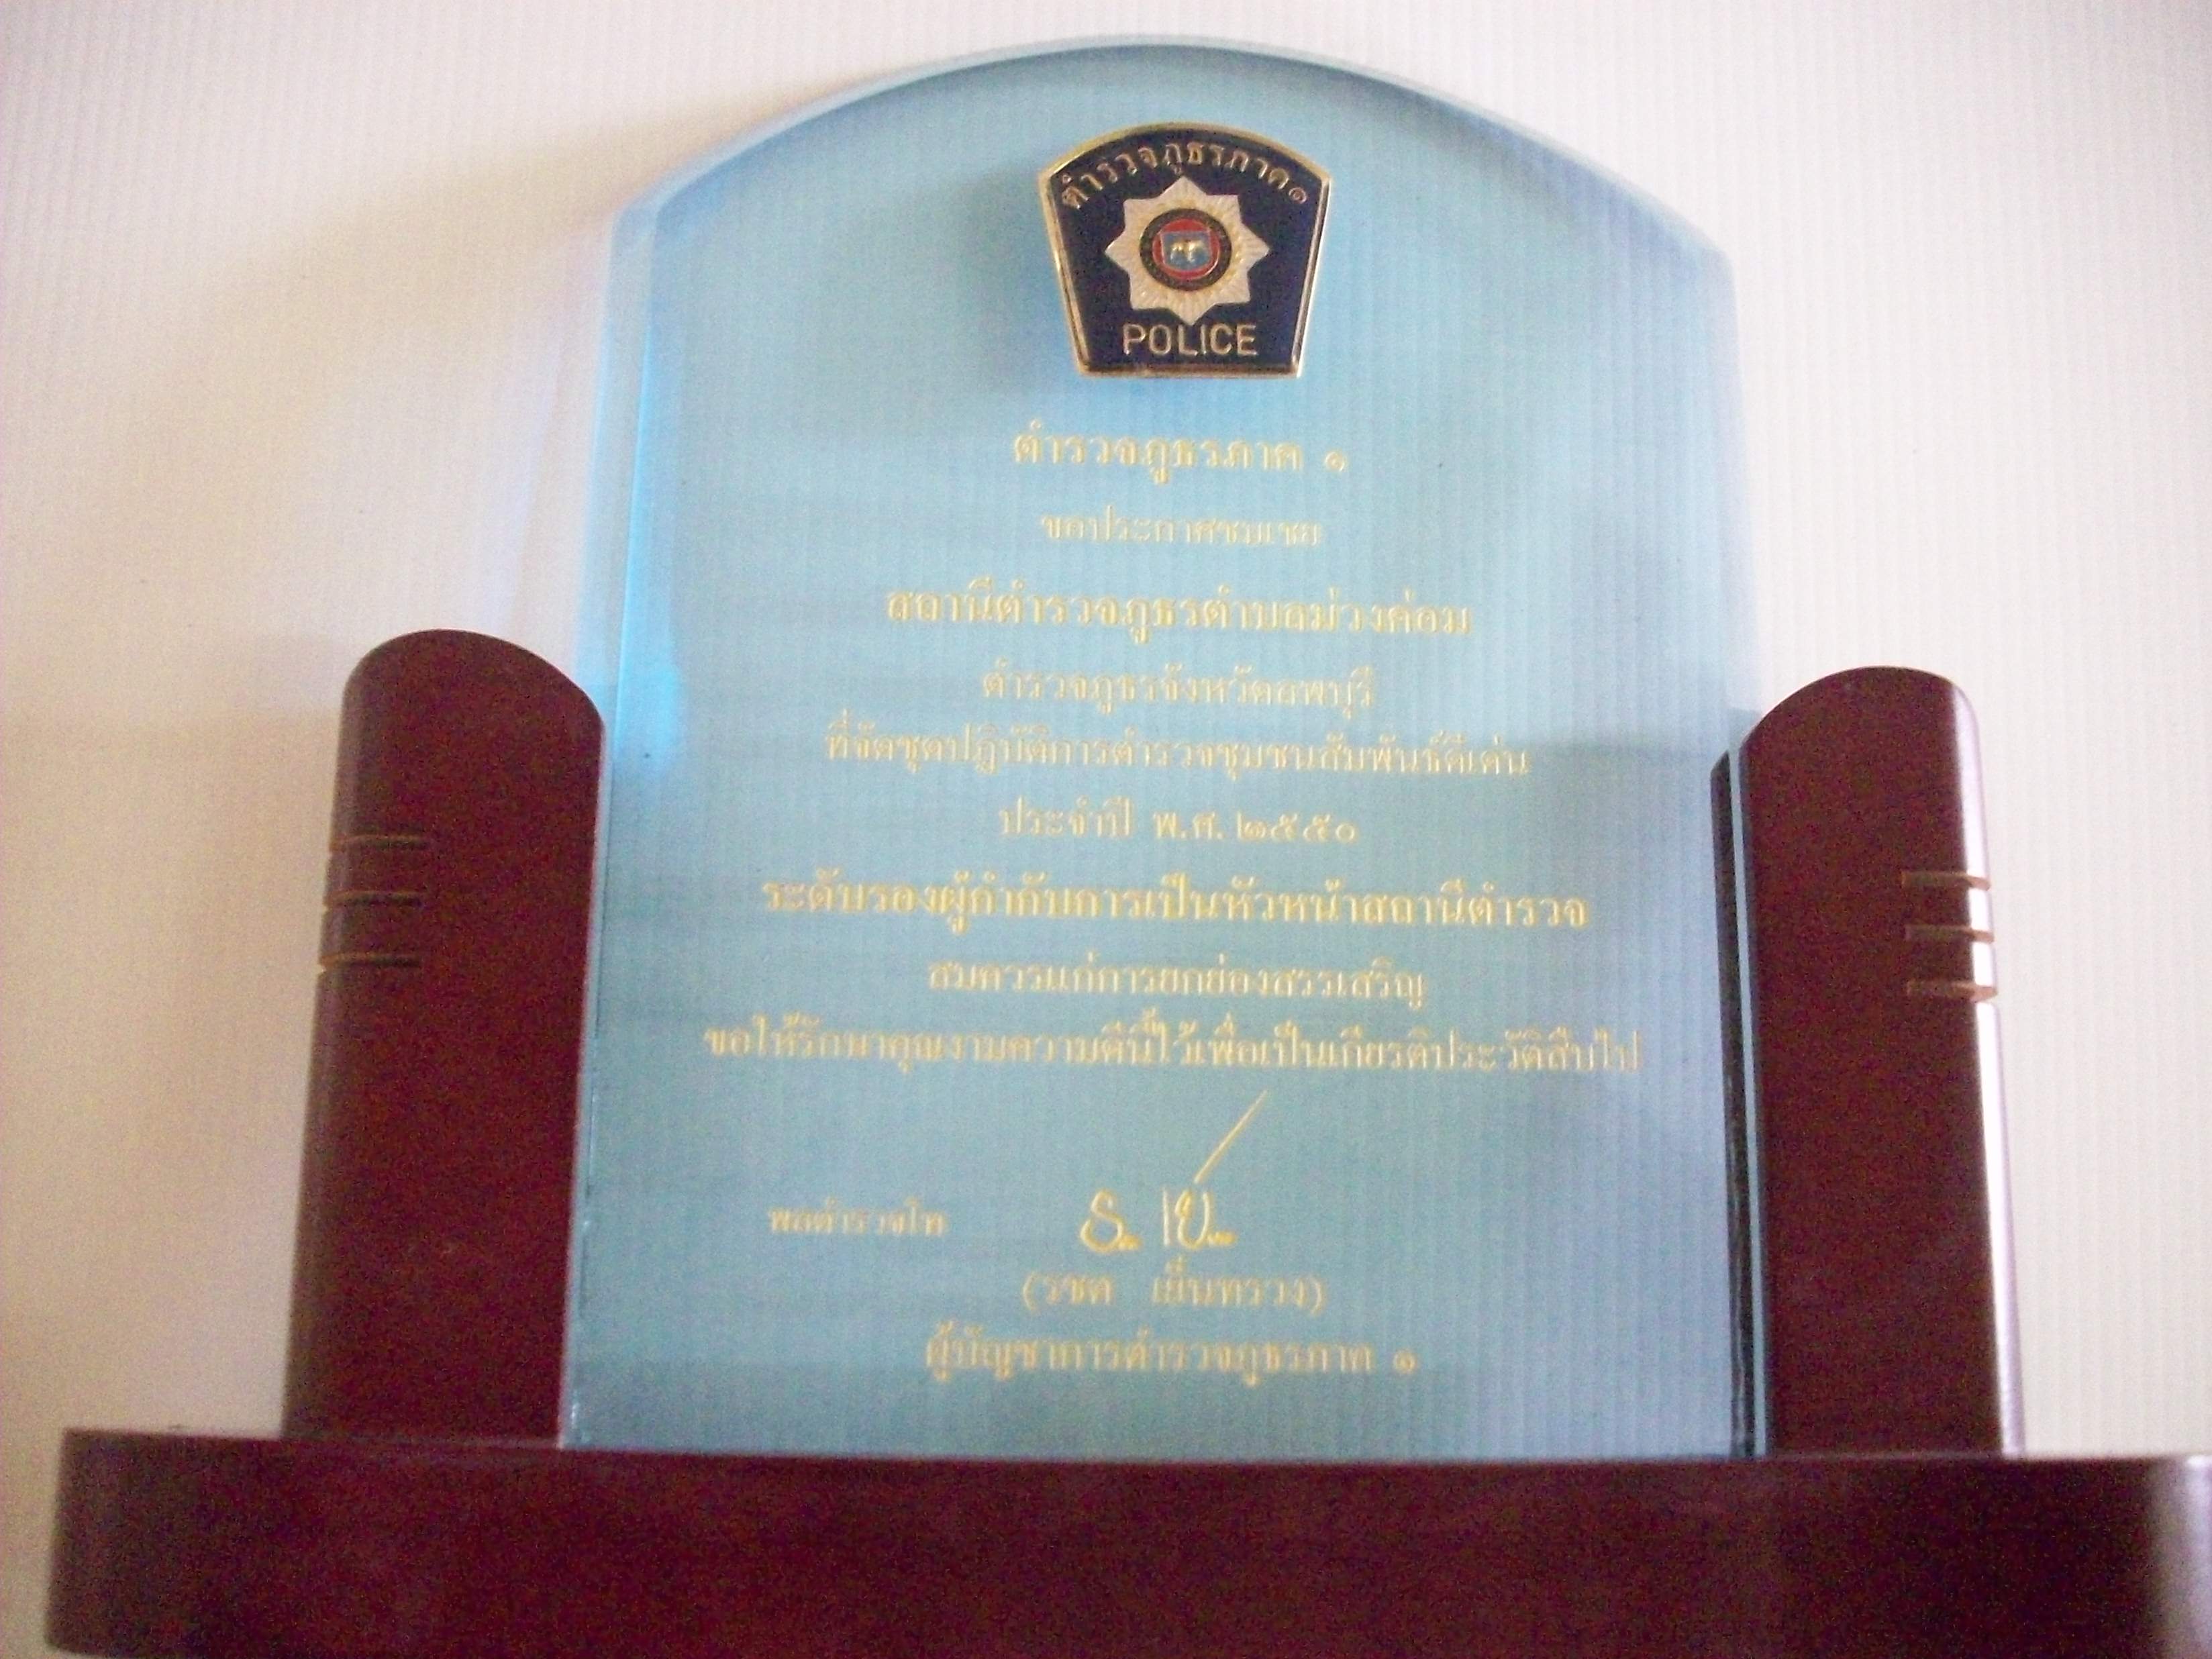 ตำรวจภูธรภาค๑
POLICE
ตำรวจภูธรภาค ๑
ขอประกาศชมเชย
สถานีตำรวจภูธรตำบลม่วงค่อม
ตำรวจภูธรจังหวัดลพบุรี
ที่จัดชุดปฏิบัติการตำรวจชุมชนสัมพันธ์ดีเด่น
ประจำปี พ.ศ. ๒๕๕๐
ระดับรองผู้กำกับการเป็นหัวหน้าสถานีตำรวจ
สมควรแก่การยกย่องสรรเสริญ
ขอให้รักษาคุณงามความดีนี้ไว้เพื่อเป็นเกียรติประวัติสืบไป
พลตำรวจโท
(รชต เย็นทรวง)
ผู้บัญชาการตำรวจภูธรภาค ๑